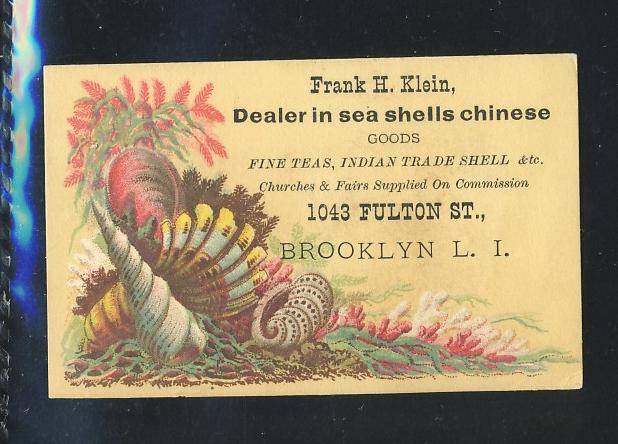 Frank H. Klein,
Dealer in sea shells chinese
GOODS
FINE TEAS, INDIAN TRADE SHELL &tc.
Churches & Fairs Supplied On Commission
1043 FULTON ST.,
BROOKLYN L. I.